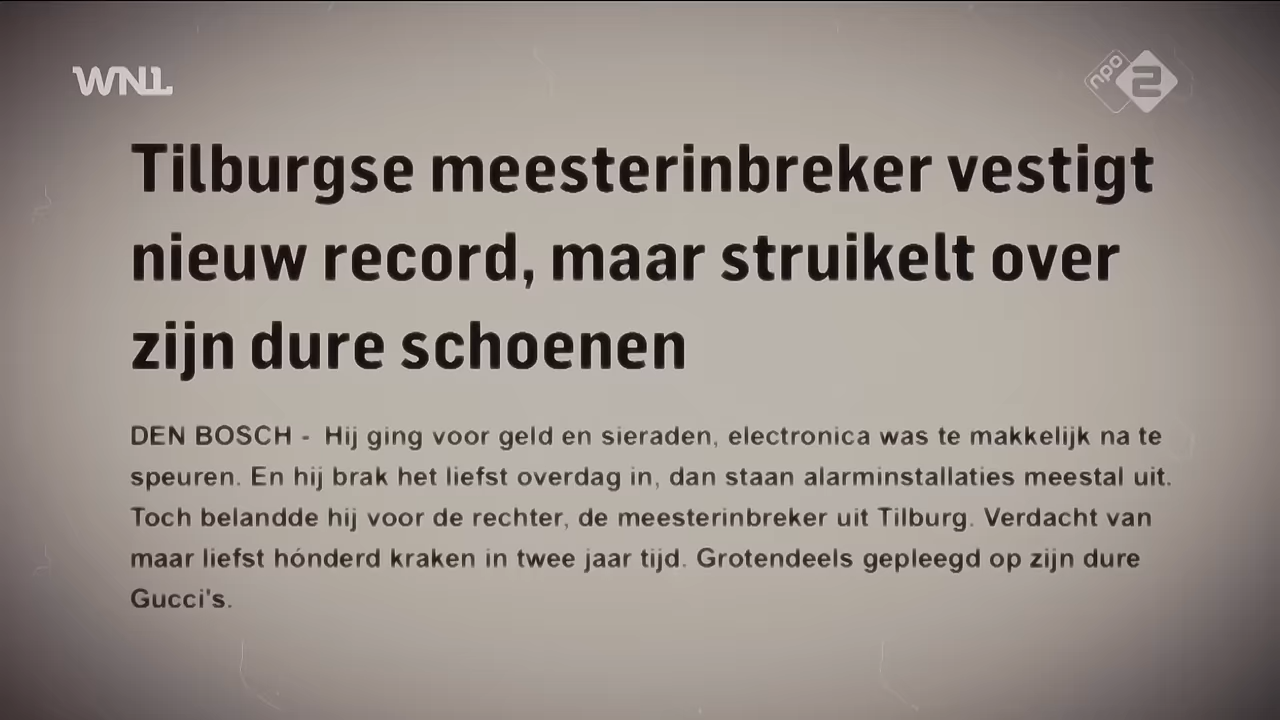 WNL
npo 2
Tilburgse meesterinbreker vestigt
nieuw record, maar struikelt over
zijn dure schoenen
DEN BOSCH - Hij ging voor geld en sieraden, electronica was te makkelijk na te
speuren. En hij brak het liefst overdag in, dan staan alarminstallaties meestal uit.
Toch belandde hij voor de rechter, de meesterinbreker uit Tilburg. Verdacht van
maar liefst hónderd kraken in twee jaar tijd. Grotendeels gepleegd op zijn dure
Gucci's.